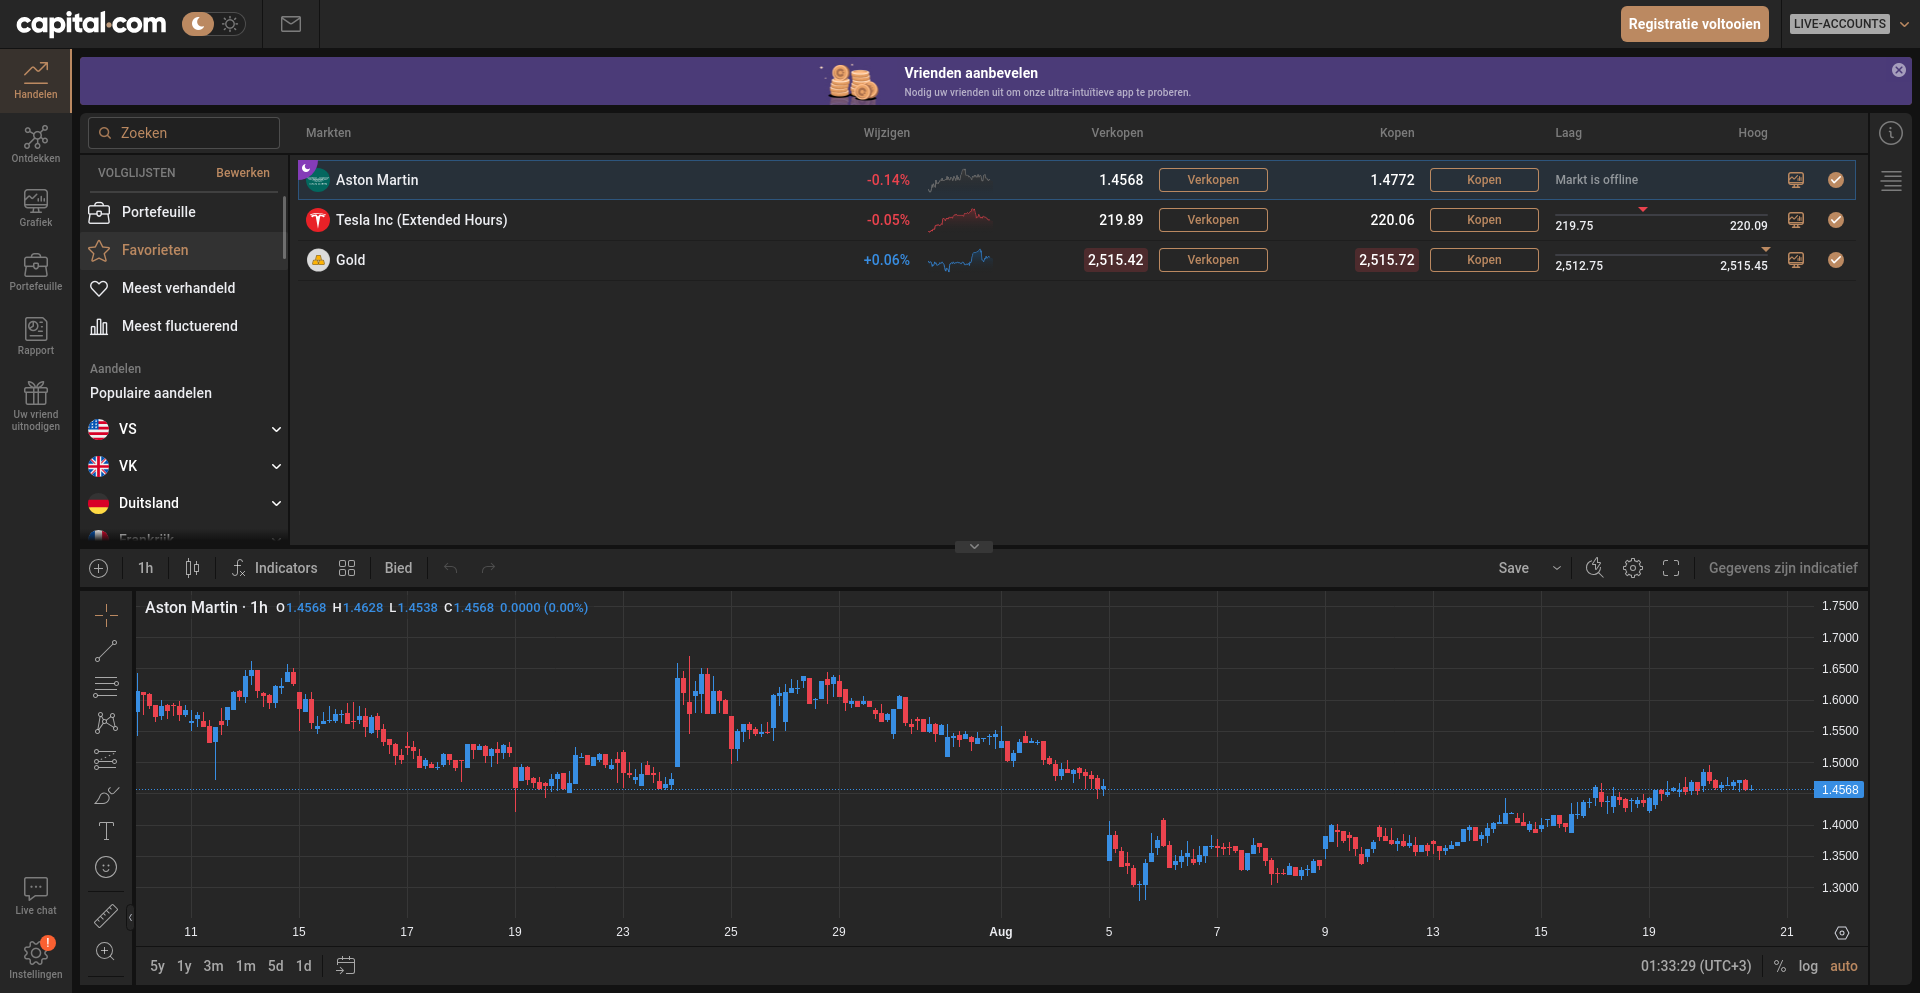 capital.com
Registratie voltooien
LIVE-ACCOUNTS
Handelen
Ontdekken
Grafiek
Portefeuille
Rapport
Uw vriend
uitnodigen
Live chat
!
Instellingen
Vrienden aanbevelen
Nodig uw vrienden uit om onze ultra-intuïtieve app te proberen.
Zoeken
Markten Wijzigen Verkopen Kopen Laag Hoog
VOLGLIJSTEN Bewerken
Portefeuille
Favorieten
Meest verhandeld
Meest fluctuerend
Aandelen
Populaire aandelen
VS
VK
Duitsland
Frankrijk
Aston Martin -0.14% 1.4568 Verkopen 1.4772 Kopen Markt is offline
Tesla Inc (Extended Hours) -0.05% 219.89 Verkopen 220.06 Kopen 219.75 220.09
Gold +0.06% 2,515.42 Verkopen 2,515.72 Kopen 2,512.75 2,515.45
1h Indicators Bied Save Gegevens zijn indicatief
Aston Martin · 1h O1.4568 H1.4628 L1.4538 C1.4568 0.0000 (0.00%)
1.7500
1.7000
1.6500
1.6000
1.5500
1.5000
1.4568
1.4000
1.3500
1.3000
11 15 17 19 23 25 29 Aug 5 7 9 13 15 19 21
5y 1y 3m 1m 5d 1d 01:33:29 (UTC+3) % log auto